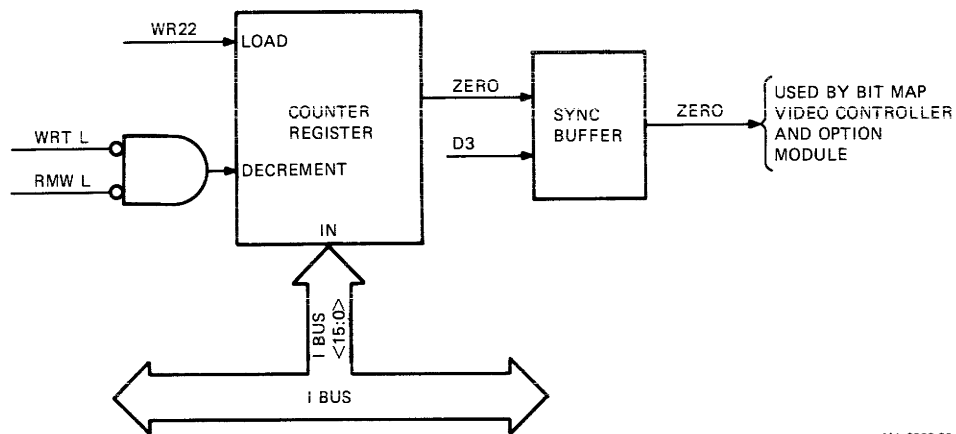 WR22
LOAD
COUNTER
REGISTER
WRT L
RMW L
DECREMENT
IN
ZERO
D3
SYNC
BUFFER
ZERO
USED BY BIT MAP
VIDEO CONTROLLER
AND OPTION
MODULE
I BUS
<15:0>
I BUS